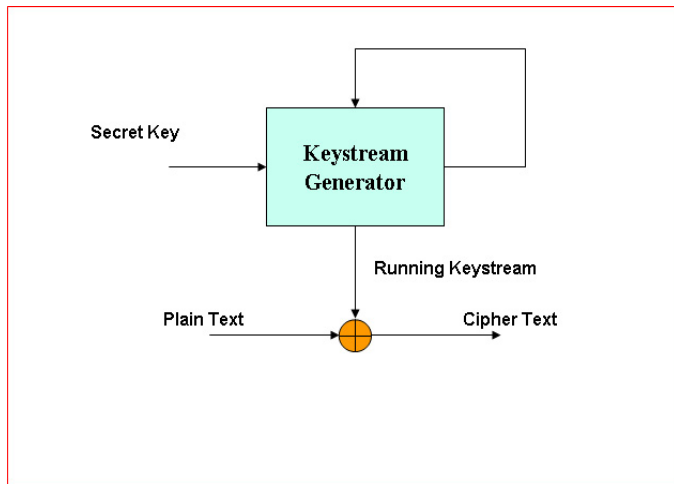 Secret Key
Keystream
Generator
Running Keystream
Plain Text
Cipher Text